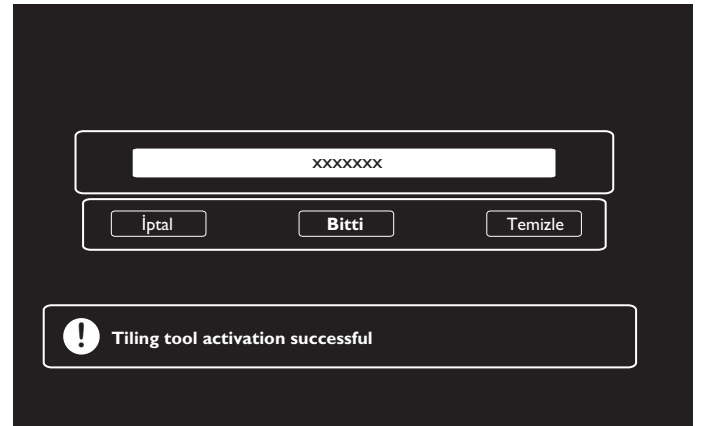 xxxxxxx
İptal Bitti Temizle
! Tiling tool activation successful